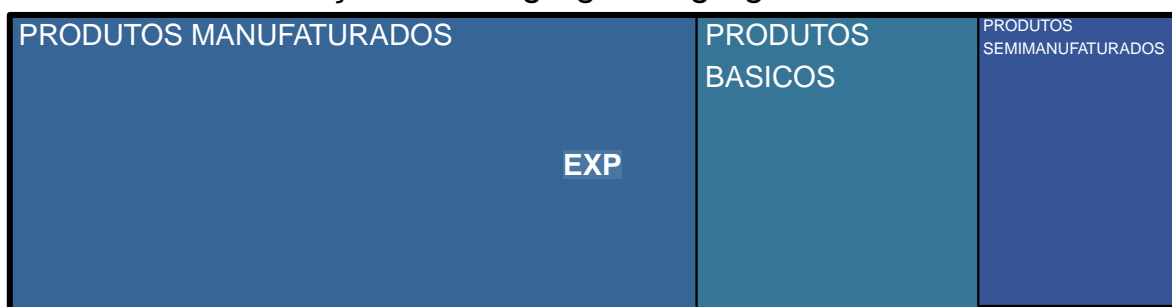 PRODUTOS MANUFATURADOS
PRODUTOS
BASICOS
PRODUTOS
SEMIMANUFATURADOS
EXP